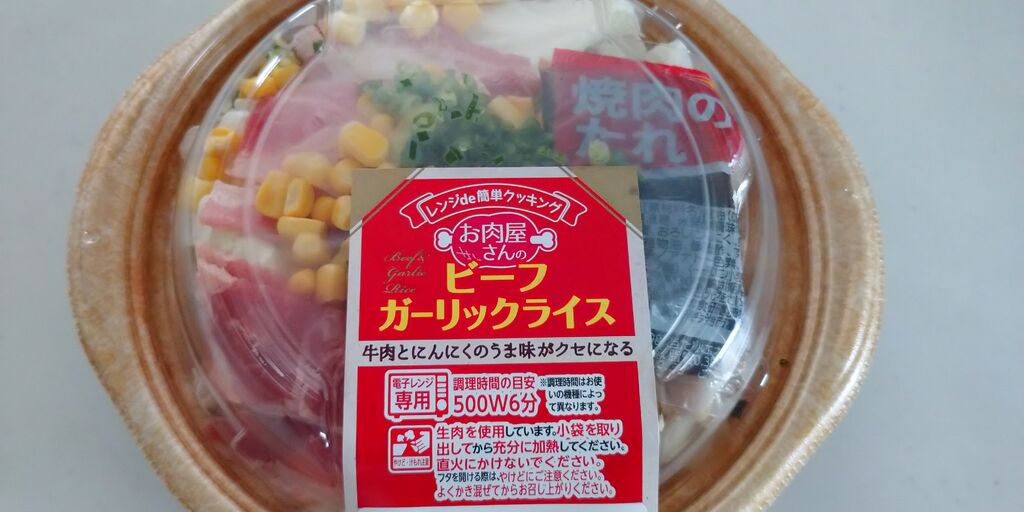 焼肉の
たれ
レンジde簡単クッキング
お肉屋
さんの
Beef&
Garlic
Rice
ビーフ
ガーリックライス
牛肉とにんにくのうま味がクセになる
電子レンジ
専用
調理時間の目安
500W6分
※調理時間はお使
いの機種によっ
て異なります。
やけど・汁もれ注意
生肉を使用しています。小袋を取り
出してから充分に加熱してください。
直火にかけないでください。
フタを開ける際は、やけどにご注意ください。
よくかき混ぜてからお召し上がりください。